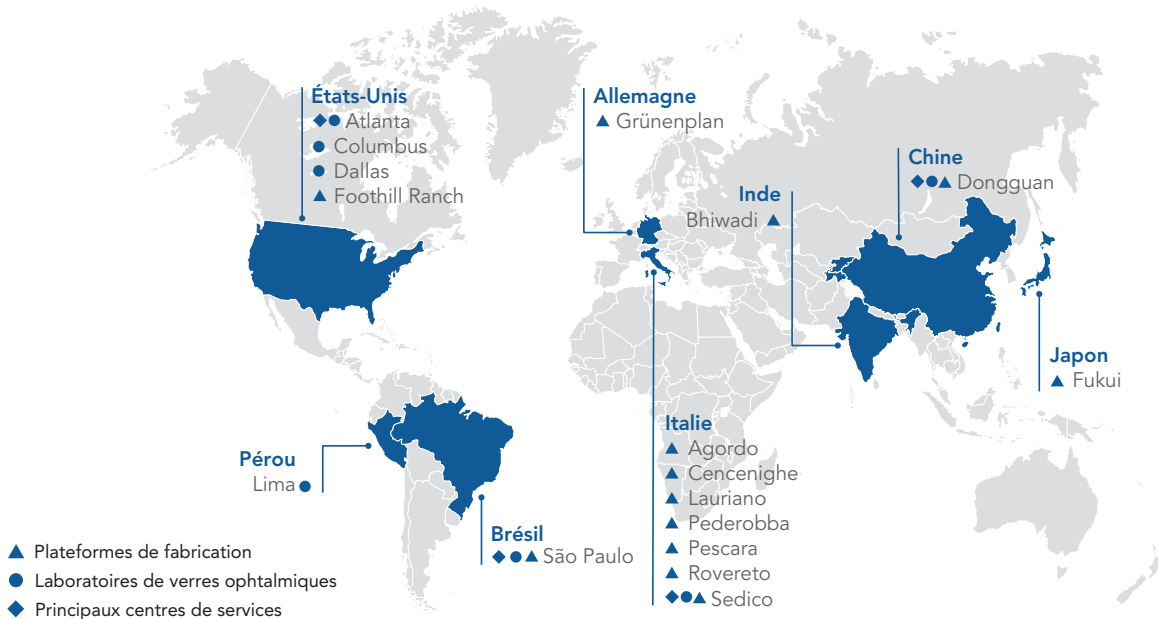 États-Unis
Atlanta
Columbus
Dallas
Foothill Ranch
Allemagne
Grünenplan
Chine
Dongguan
Inde
Bhiwadi
Japon
Fukui
Italie
Agordo
Cencenighe
Lauriano
Pederobba
Pescara
Rovereto
Sedico
Pérou
Lima
Brésil
São Paulo
Plateformes de fabrication
Laboratoires de verres ophtalmiques
Principaux centres de services